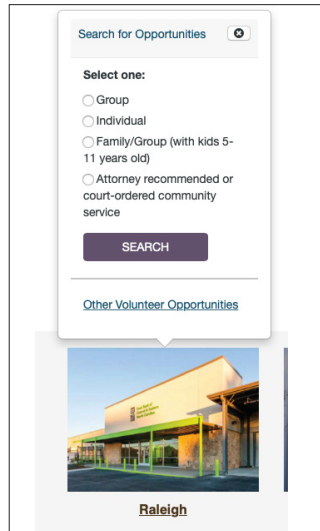 Search for Opportunities
Select one:
Group
Individual
Family/Group (with kids 5-
11 years old)
Attorney recommended or
court-ordered community
service
SEARCH
Other Volunteer Opportunities
Raleigh